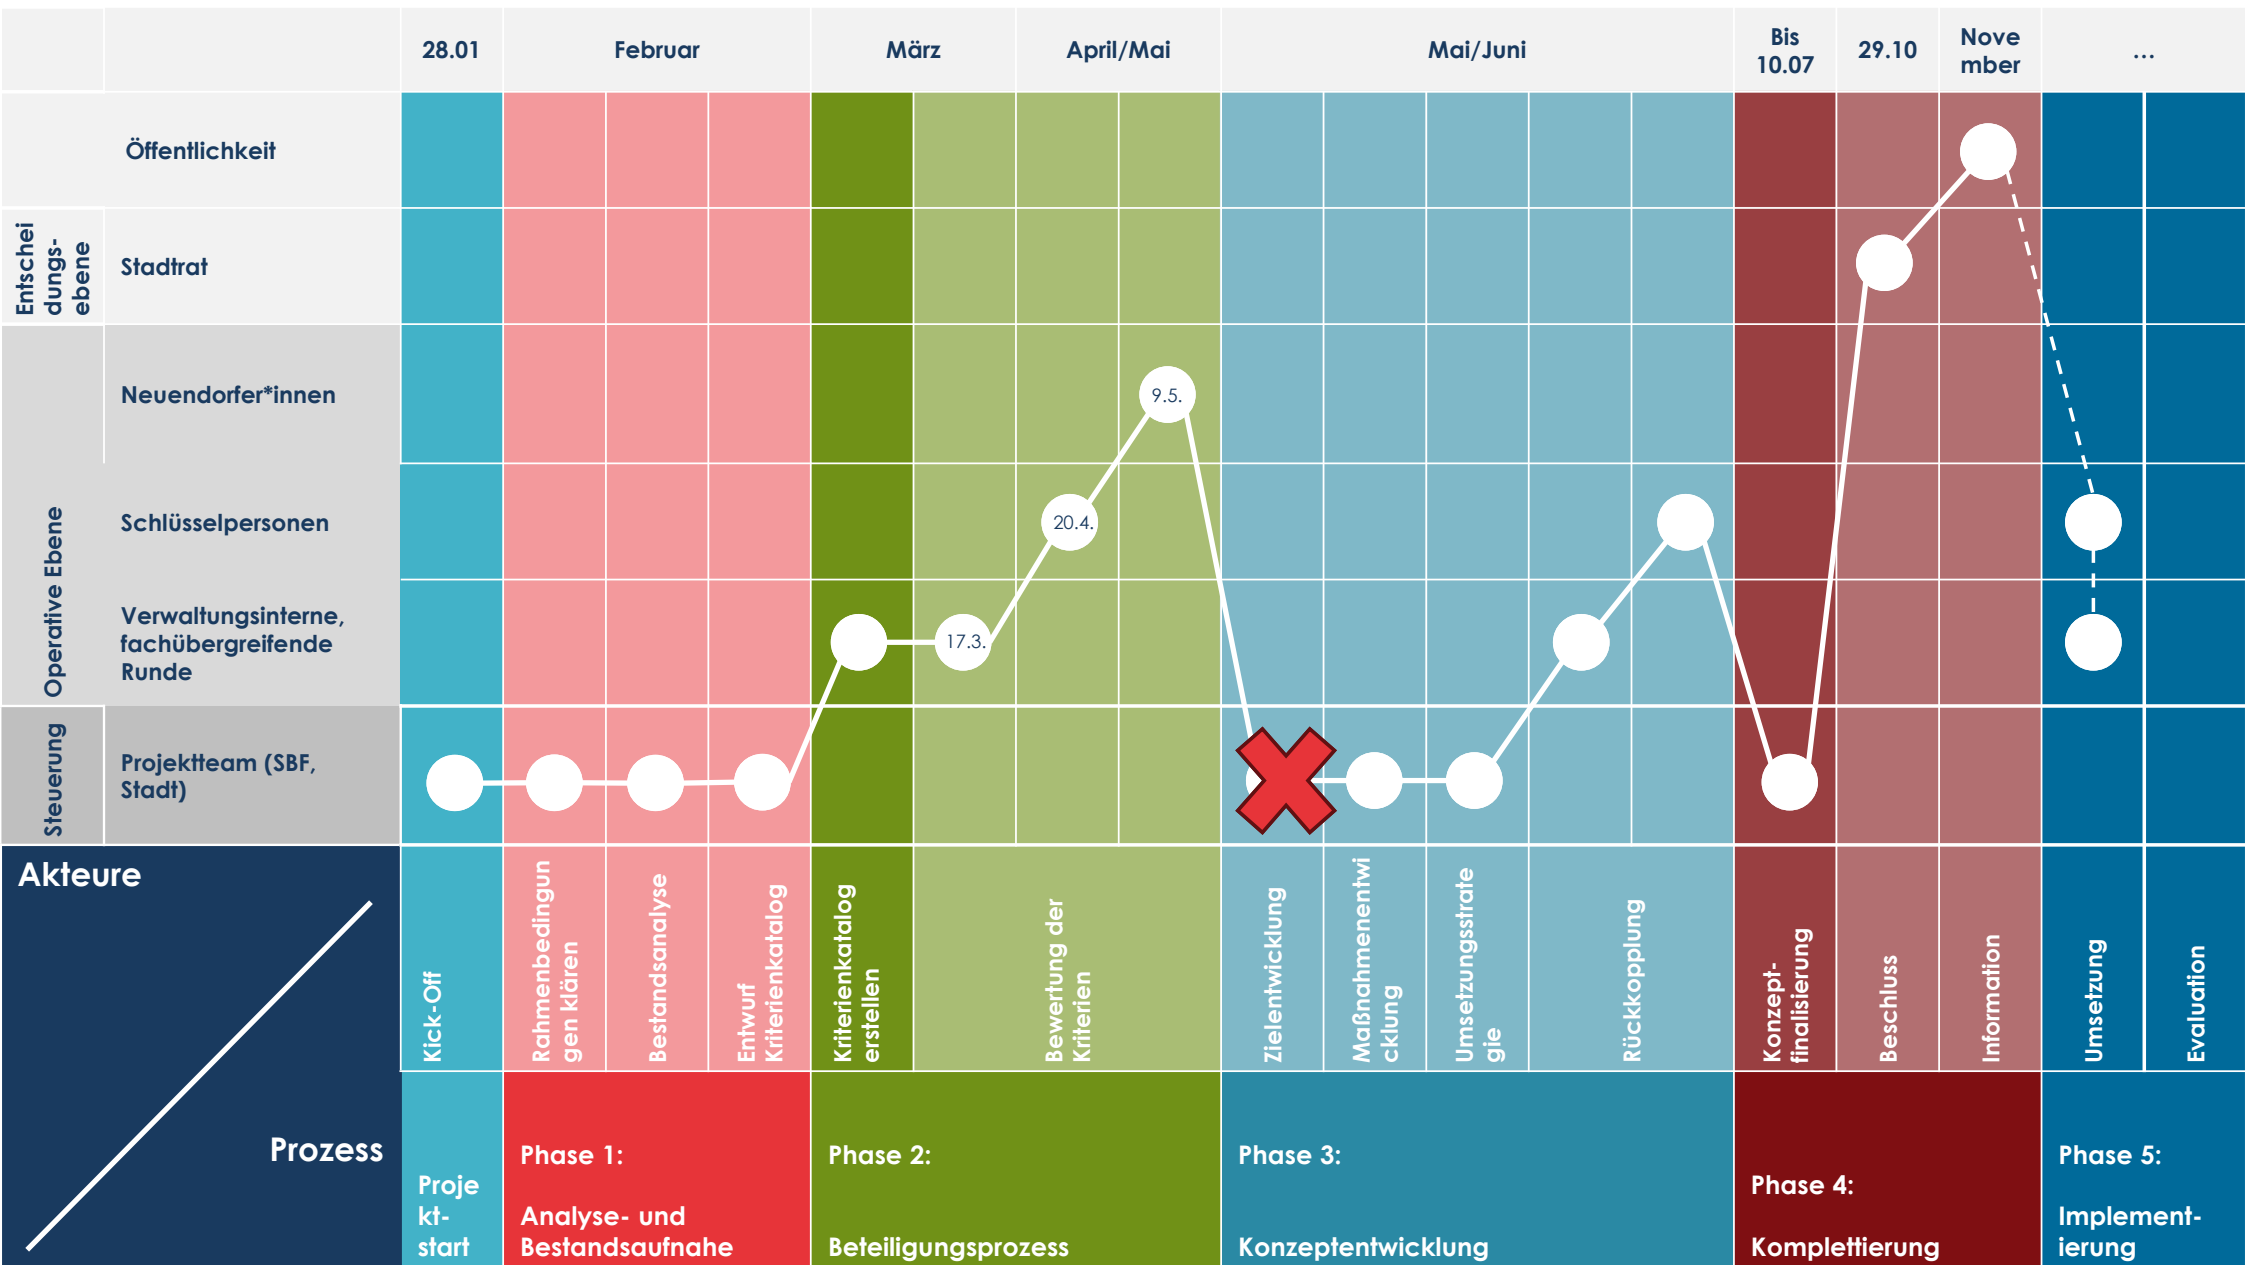 28.01
Februar
März
April/Mai
Mai/Juni
Bis
10.07
29.10
Nove
mber
...
Öffentlichkeit
Entschei
dungs-
ebene
Stadtrat
Neuendorfer*innen
9.5.
Operative Ebene
Schlüsselpersonen
20.4.
Verwaltungsinterne,
fachübergreifende
Runde
17.3.
Steuerung
Projektteam (SBF,
Stadt)
Akteure
Prozess
Kick-Off
Rahmenbedingun
gen klären
Bestandsanalyse
Entwurf
Kriterienkatalog
Kriterienkatalog
erstellen
Bewertung der
Kriterien
Zielentwicklung
Maßnahmenentwi
cklung
Umsetzungsstrate
gie
Rückkopplung
Konzept-
finalisierung
Beschluss
Information
Umsetzung
Evaluation
Proje
kt-
start
Phase 1:
Analyse- und
Bestandsaufnahe
Phase 2:
Beteiligungsprozess
Phase 3:
Konzeptentwicklung
Phase 4:
Komplettierung
Phase 5:
Implement-
ierung